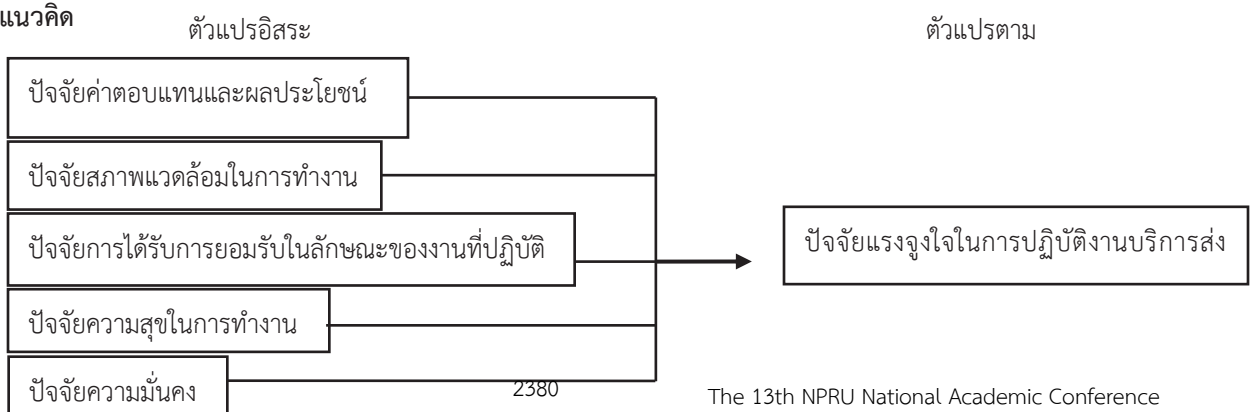 แนวคิด
ตัวแปรอิสระ
ตัวแปรตาม
ปัจจัยค่าตอบแทนและผลประโยชน์
ปัจจัยสภาพแวดล้อมในการทำงาน
ปัจจัยการได้รับการยอมรับในลักษณะของงานที่ปฏิบัติ
ปัจจัยความสุขในการทำงาน
ปัจจัยความมั่นคง
ปัจจัยแรงจูงใจในการปฏิบัติงานบริการส่ง
2380
The 13th NPRU National Academic Conference